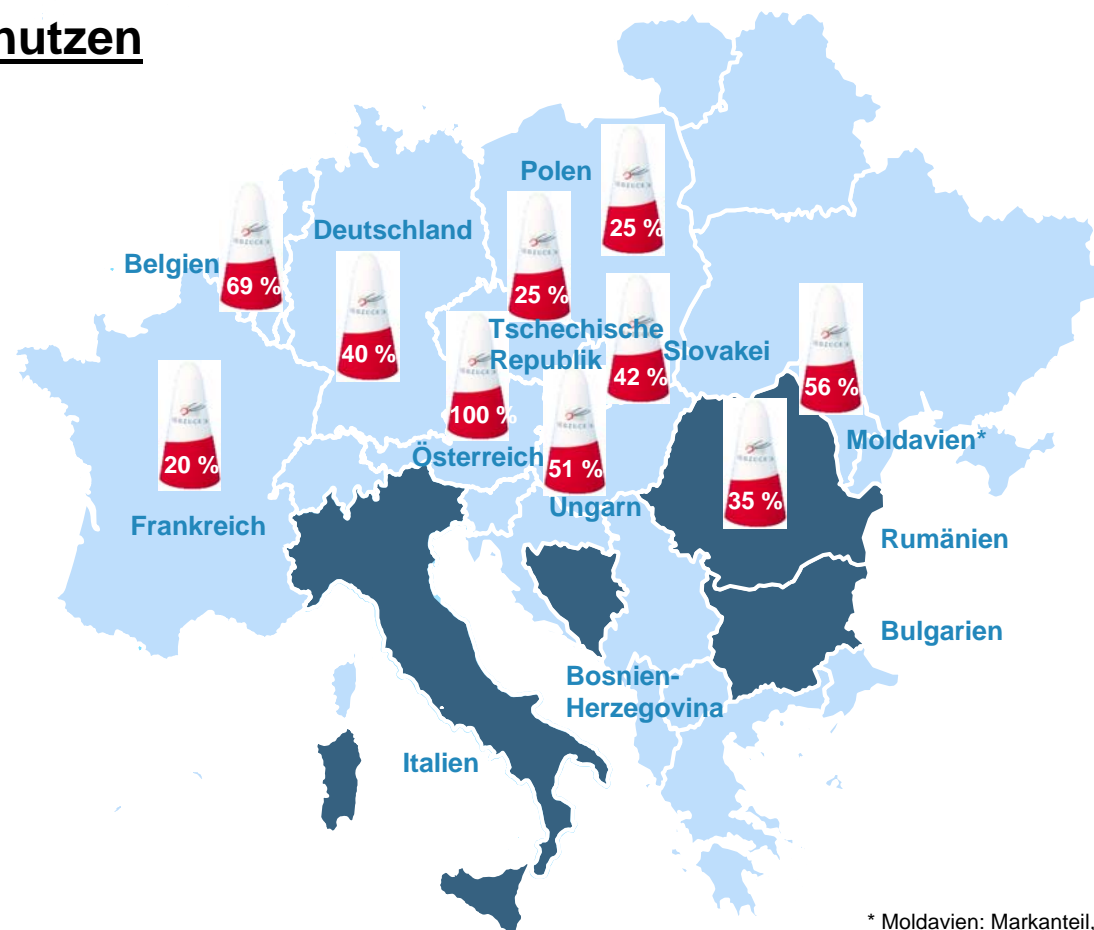 nutzen
Polen
25 %
Deutschland
Belgien
69 %
25 %
40 %
Tschechische
Republik
Slovakei
42 %
56 %
100 %
Moldavien*
20 %
Österreich
51 %
35 %
Ungarn
Frankreich
Rumänien
Bulgarien
Bosnien-
Herzegovina
Italien
* Moldavien: Markanteil,